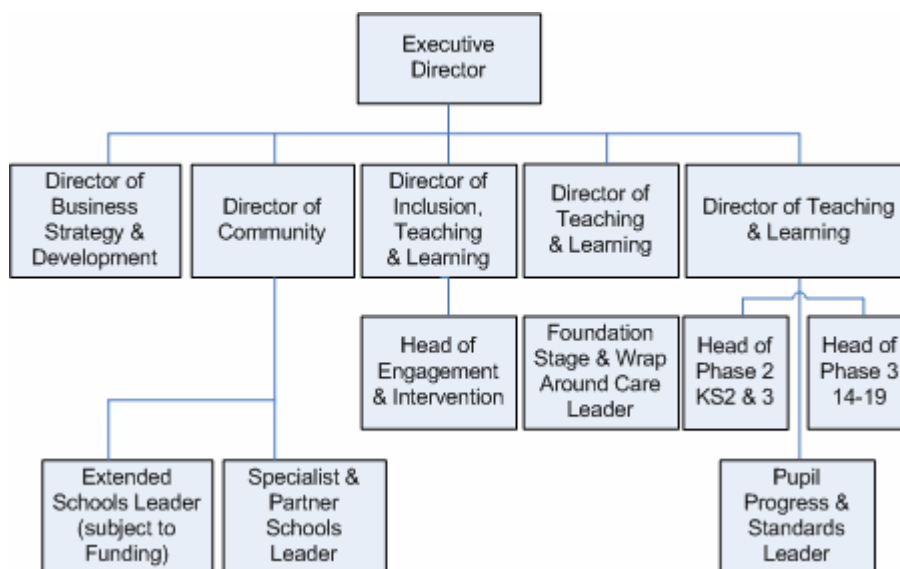 Executive
Director
Director of
Business
Strategy &
Development
Director of
Community
Director of
Inclusion,
Teaching
& Learning
Director of
Teaching
& Learning
Director of Teaching
& Learning
Head of
Engagement
& Intervention
Foundation
Stage & Wrap
Around Care
Leader
Head of
Phase 2
KS2 & 3
Head of
Phase 3
14-19
Extended
Schools Leader
(subject to
Funding)
Specialist &
Partner
Schools
Leader
Pupil
Progress &
Standards
Leader